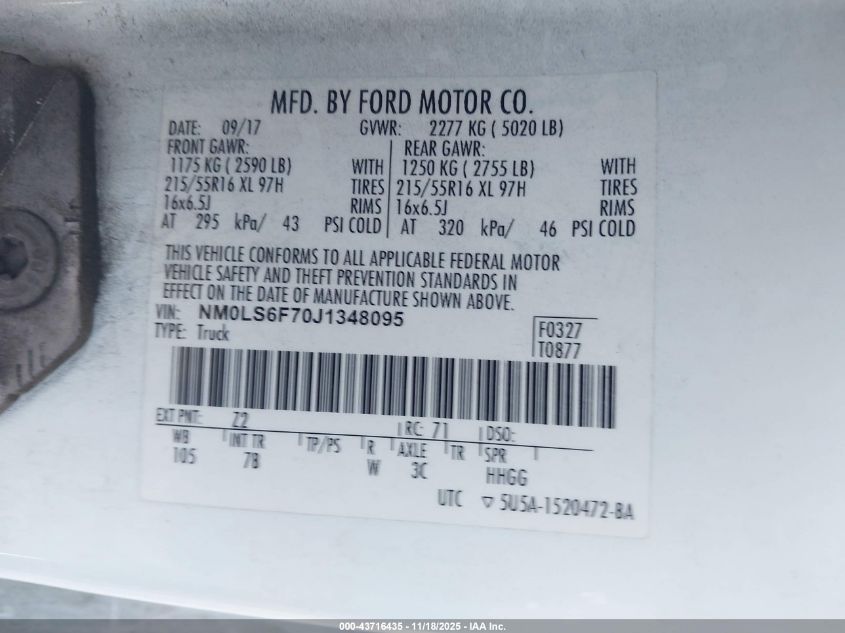 MFD. BY FORD MOTOR CO.
DATE: 09/17 GVWR: 2277 KG ( 5020 LB)
FRONT GAWR: REAR GAWR:
1175 KG ( 2590 LB) WITH 1250 KG ( 2755 LB) WITH
215/55R16 XL 97H TIRES 215/55R16 XL 97H TIRES
16x6.5J RIMS 16x6.5J RIMS
AT 295 kPa/ 43 PSI COLD AT 320 kPa/ 46 PSI COLD
THIS VEHICLE CONFORMS TO ALL APPLICABLE FEDERAL MOTOR
VEHICLE SAFETY AND THEFT PREVENTION STANDARDS IN
EFFECT ON THE DATE OF MANUFACTURE SHOWN ABOVE.
VIN: NM0LS6F70J1348095
TYPE: Truck
F0327
T0877
EXT PNT: Z2 RC: 71 DSO:
WB INT TR TP/PS R AXLE TR SPR
105 7B W 3C HHGG
UTC ▽ 5U5A-1520472-BA
000-43716435 - 11/18/2025 - IAA Inc.